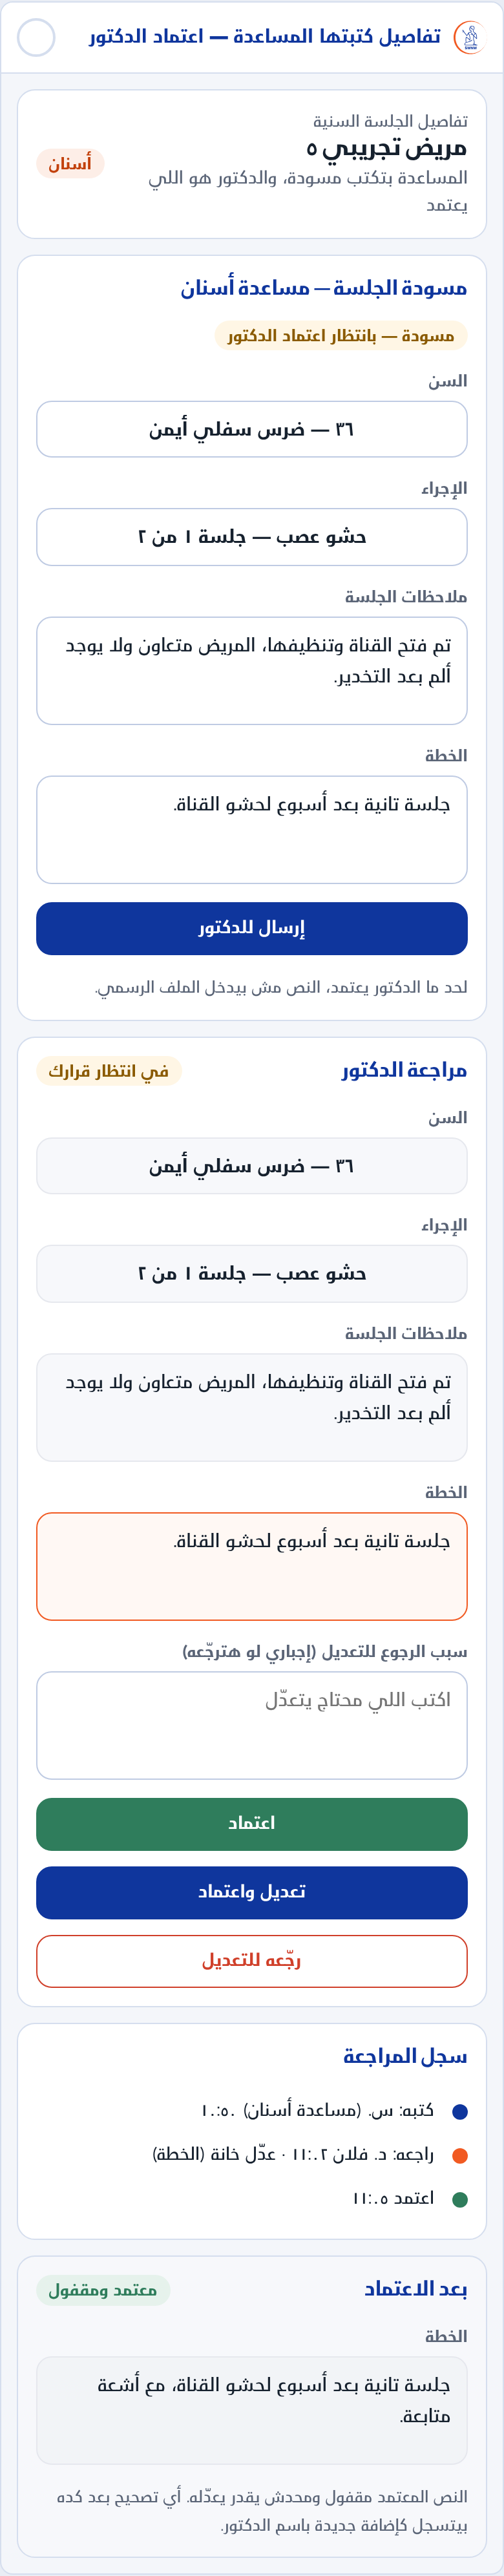 تفاصيل كتبتها المساعدة — اعتماد الدكتور
تفاصيل الجلسة السنية
مريض تجريبي ٥
أسنان
المساعدة بتكتب مسودة، والدكتور هو اللي
يعتمد
مسودة الجلسة — مساعدة أسنان
مسودة — بانتظار اعتماد الدكتور
السن
٣٦ — ضرس سفلي أيمن
الإجراء
حشو عصب — جلسة ١ من ٢
ملاحظات الجلسة
تم فتح القناة وتنظيفها، المريض متعاون ولا يوجد
ألم بعد التخدير.
الخطة
جلسة تانية بعد أسبوع لحشو القناة.
إرسال للدكتور
لحد ما الدكتور يعتمد، النص مش بيدخل الملف الرسمي.
مراجعة الدكتور
في انتظار قرارك
السن
٣٦ — ضرس سفلي أيمن
الإجراء
حشو عصب — جلسة ١ من ٢
ملاحظات الجلسة
تم فتح القناة وتنظيفها، المريض متعاون ولا يوجد
ألم بعد التخدير.
الخطة
جلسة تانية بعد أسبوع لحشو القناة.
سبب الرجوع للتعديل (إجباري لو هترجّعه)
اكتب اللي محتاج يتعدّل
اعتماد
تعديل واعتماد
رجّعه للتعديل
سجل المراجعة
كتبه: س. (مساعدة أسنان) ١٠:٥٠
راجعه: د. فلان ١١:٠٢ · عدّل خانة (الخطة)
اعتمد ١١:٠٥
بعد الاعتماد
معتمد ومقفول
الخطة
جلسة تانية بعد أسبوع لحشو القناة، مع أشعة
متابعة.
النص المعتمد مقفول ومحدش يقدر يعدّله. أي تصحيح بعد كده
بيتسجل كإضافة جديدة باسم الدكتور.